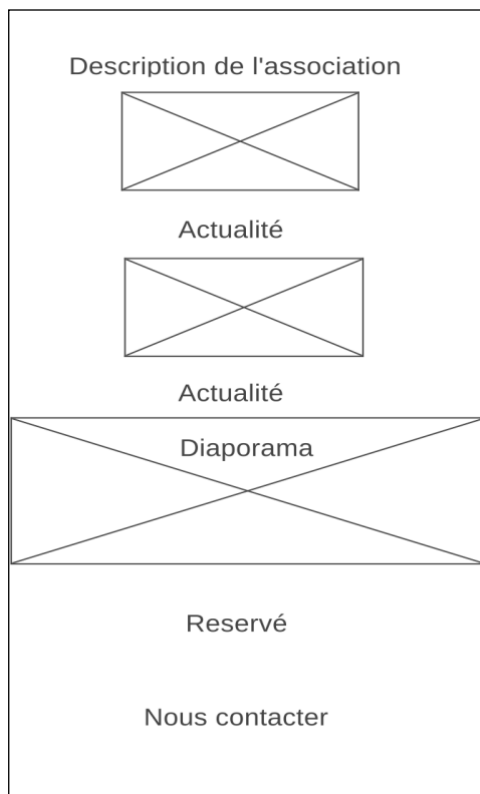 Description de l'association
Actualité
Actualité
Diaporama
Reservé
Nous contacter